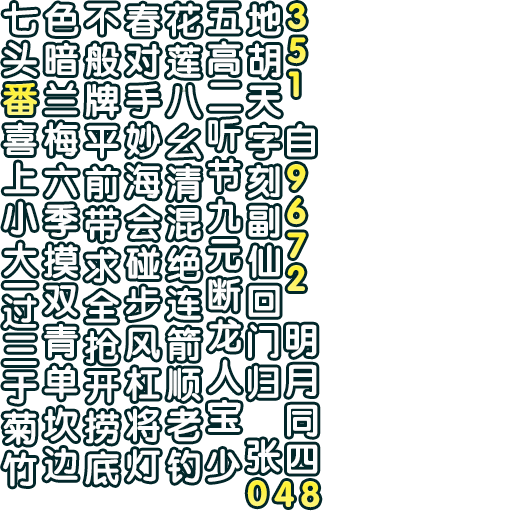 七头番喜上小大一过三于菊竹
色暗兰梅六季摸双青单坎边
不般牌平前带求全抢开捞底
春对手妙海会碰步风杠将灯
花莲八幺清混绝连箭顺老钓
五高二听节九元断龙人宝少
地胡天字刻副仙回门归张
351自9672明月同四
048